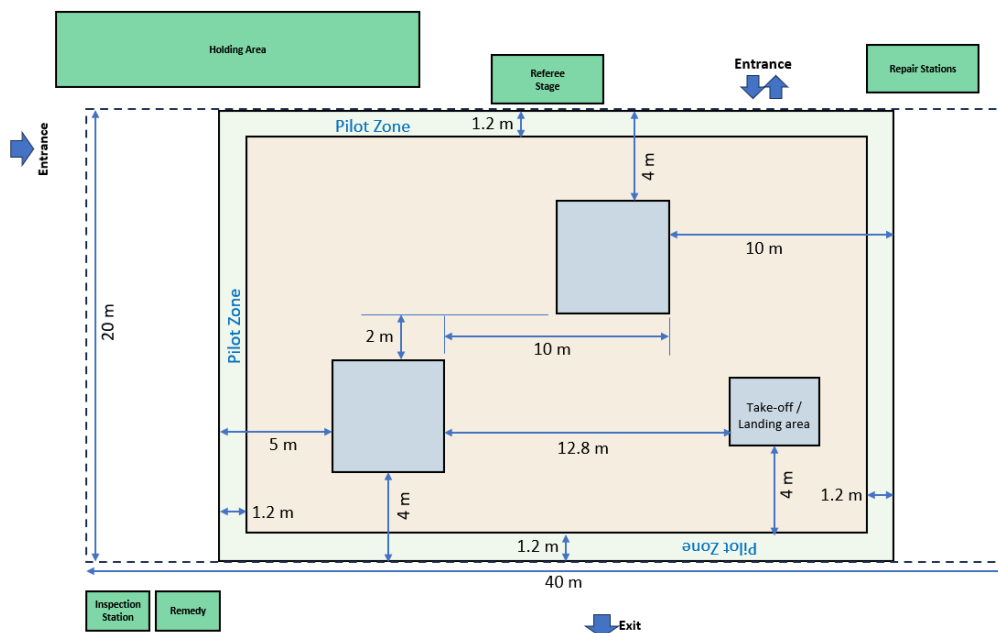 Holding Area
Referee
Stage
Entrance
Repair Stations
Entrance
Pilot Zone
1.2 m
4 m
10 m
20 m
Pilot Zone
2 m
10 m
5 m
12.8 m
Take-off /
Landing area
1.2 m
4 m
4 m
1.2 m
1.2 m
Pilot Zone
40 m
Inspection
Station
Remedy
Exit